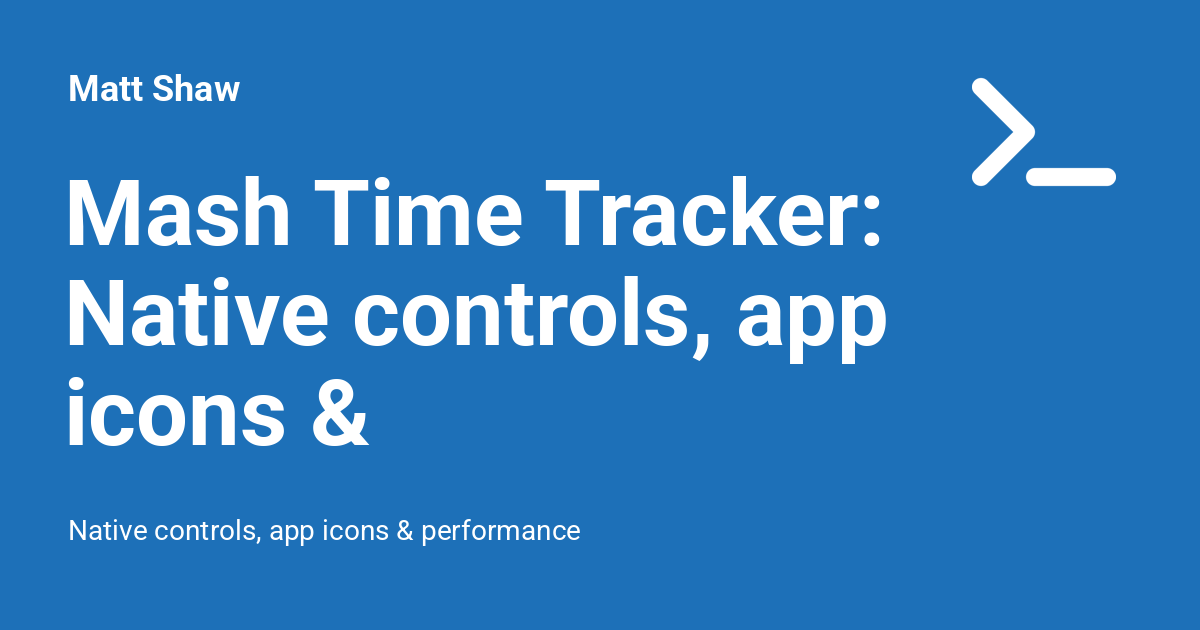 Matt Shaw
Mash Time Tracker:
Native controls, app
icons &
Native controls, app icons & performance